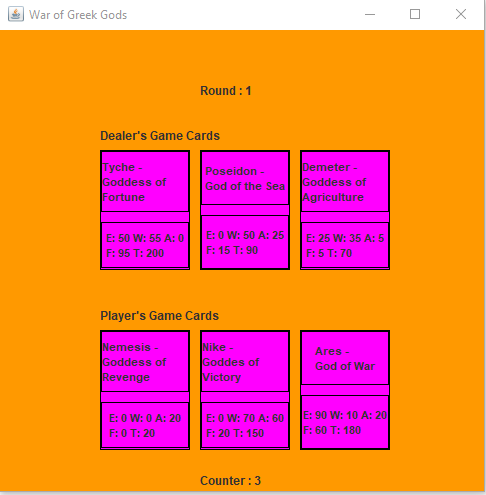 War of Greek Gods
Round : 1
Dealer's Game Cards
Tyche -
Goddess of
Fortune
E: 50 W: 55 A: 0
F: 95 T: 200
Poseidon -
God of the Sea
E: 0 W: 50 A: 25
F: 15 T: 90
Demeter -
Goddess of
Agriculture
E: 25 W: 35 A: 5
F: 5 T: 70
Player's Game Cards
Nemesis -
Goddess of
Revenge
E: 0 W: 0 A: 20
F: 0 T: 20
Nike -
Goddes of
Victory
E: 0 W: 70 A: 60
F: 20 T: 150
Ares -
God of War
E: 90 W: 10 A: 20
F: 60 T: 180
Counter : 3